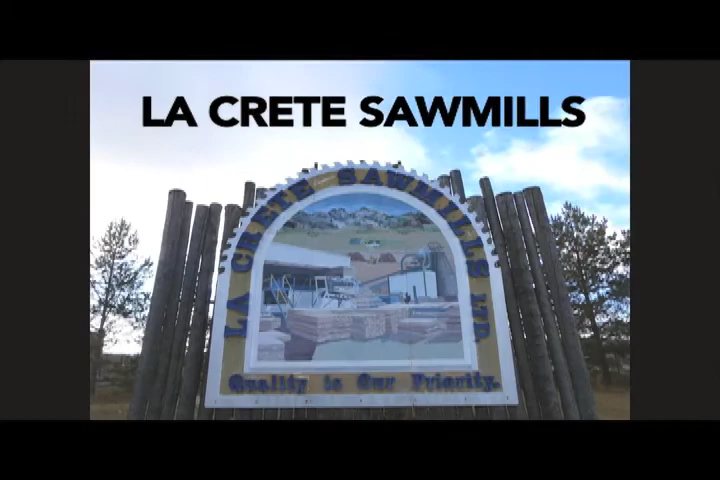 LA CRETE SAWMILLS
LA CRETE SAWMILLS LTD.
Quality is Our Priority.